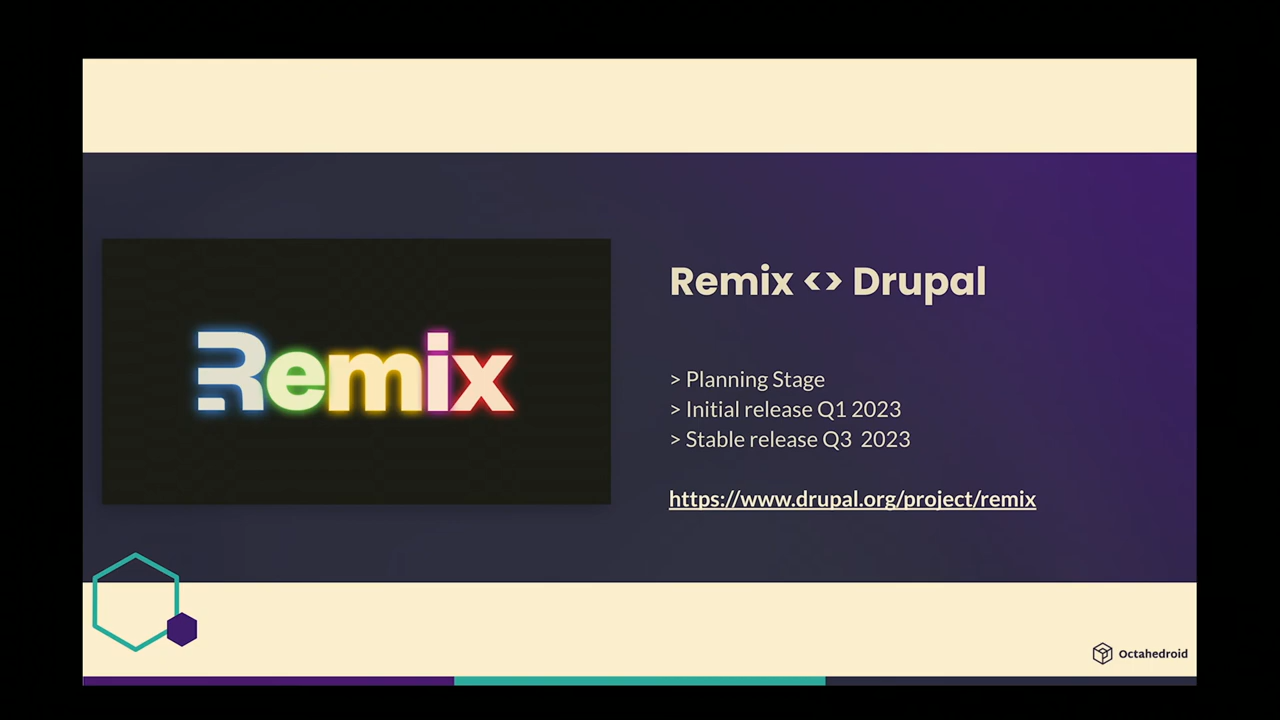 Remix
Remix <> Drupal
> Planning Stage
> Initial release Q1 2023
> Stable release Q3 2023
https://www.drupal.org/project/remix
Octahedroid